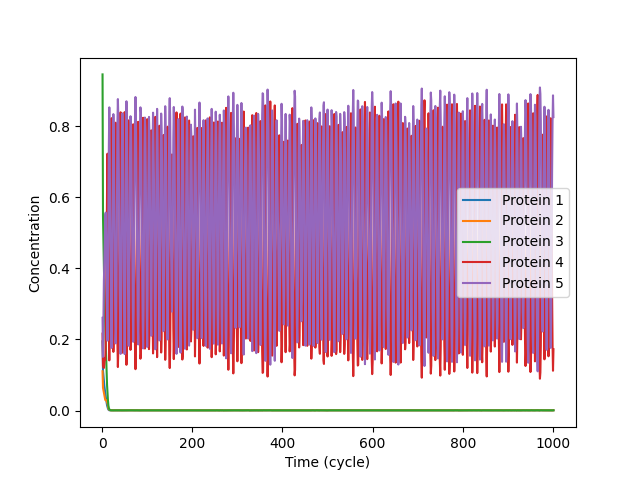 Concentration
0.8
0.6
0.4
0.2
0.0
0 200 400 600 800 1000
Time (cycle)
Protein 1
Protein 2
Protein 3
Protein 4
Protein 5